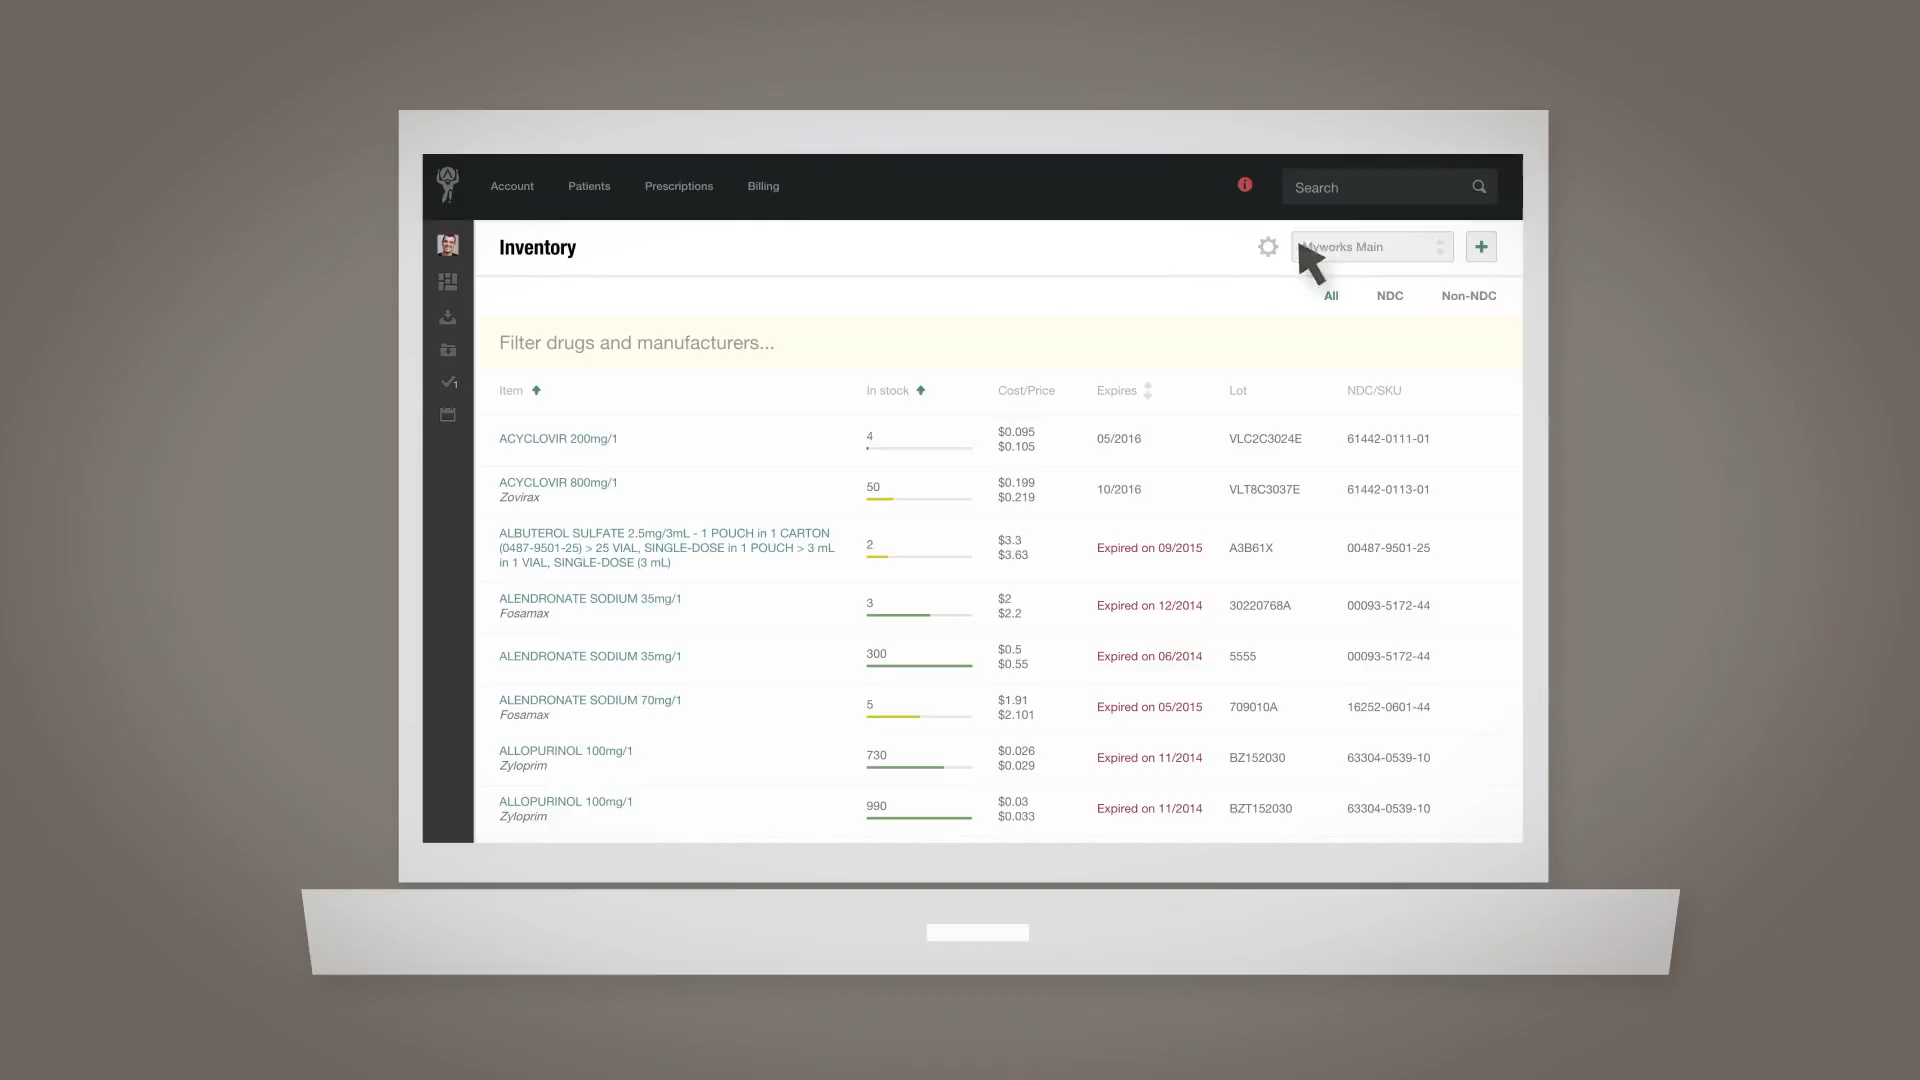 Account Patients Prescriptions Billing
Search
Inventory
Myworks Main
All NDC Non-NDC
Filter drugs and manufacturers...
Item In stock Cost/Price Expires Lot NDC/SKU
ACYCLOVIR 200mg/1
4
$0.095
$0.105
05/2016
VLC2C3024E
61442-0111-01
ACYCLOVIR 800mg/1
Zovirax
50
$0.199
$0.219
10/2016
VLT8C3037E
61442-0113-01
ALBUTEROL SULFATE 2.5mg/3mL - 1 POUCH in 1 CARTON
(0487-9501-25) > 25 VIAL, SINGLE-DOSE in 1 POUCH > 3 mL
in 1 VIAL, SINGLE-DOSE (3 mL)
2
$3.3
$3.63
Expired on 09/2015
A3B61X
00487-9501-25
ALENDRONATE SODIUM 35mg/1
Fosamax
3
$2
$2.2
Expired on 12/2014
30220768A
00093-5172-44
ALENDRONATE SODIUM 35mg/1
300
$0.5
$0.55
Expired on 06/2014
5555
00093-5172-44
ALENDRONATE SODIUM 70mg/1
Fosamax
5
$1.91
$2.101
Expired on 05/2015
709010A
16252-0601-44
ALLOPURINOL 100mg/1
Zyloprim
730
$0.026
$0.029
Expired on 11/2014
BZ152030
63304-0539-10
ALLOPURINOL 100mg/1
Zyloprim
990
$0.03
$0.033
Expired on 11/2014
BZT152030
63304-0539-10
1